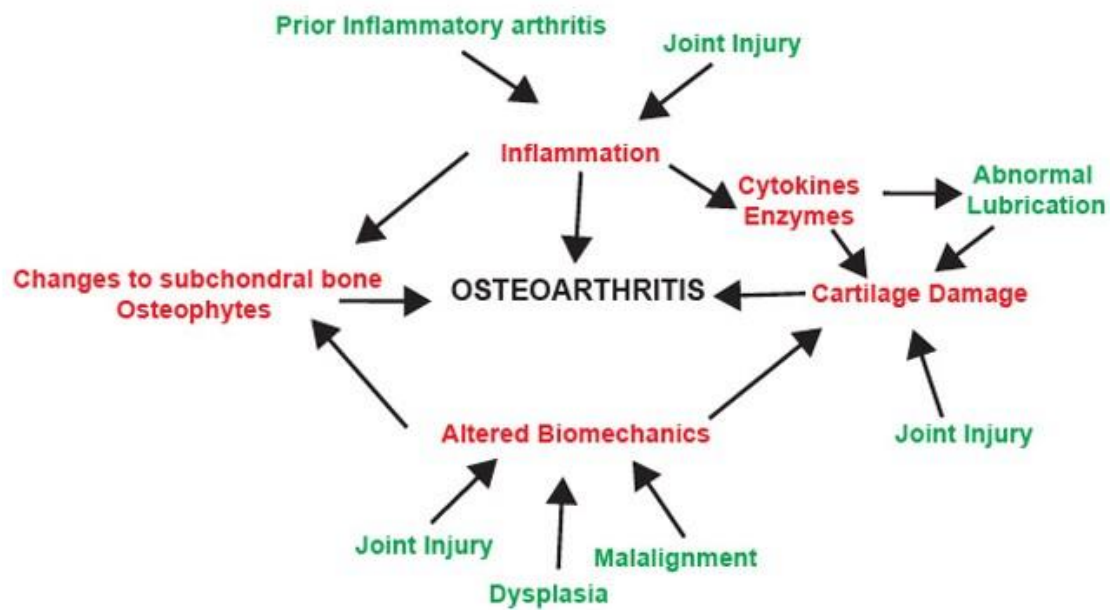 Prior Inflammatory arthritis
Joint Injury
Inflammation
Cytokines
Enzymes
Abnormal
Lubrication
Changes to subchondral bone
Osteophytes
OSTEOARTHRITIS
Cartilage Damage
Altered Biomechanics
Joint Injury
Joint Injury
Malalignment
Dysplasia